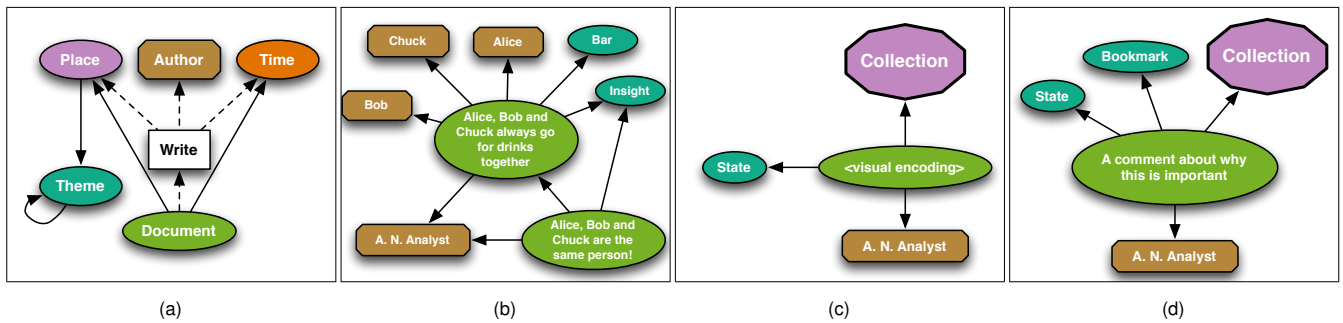 Place
Author
Time
Write
Theme
Document
(a)
Chuck
Alice
Bar
Insight
Bob
Alice, Bob and
Chuck always go
for drinks
together
A. N. Analyst
Alice, Bob and
Chuck are the
same person!
(b)
Collection
State
<visual encoding>
A. N. Analyst
(c)
Collection
Bookmark
State
A comment about why
this is important
A. N. Analyst
(d)